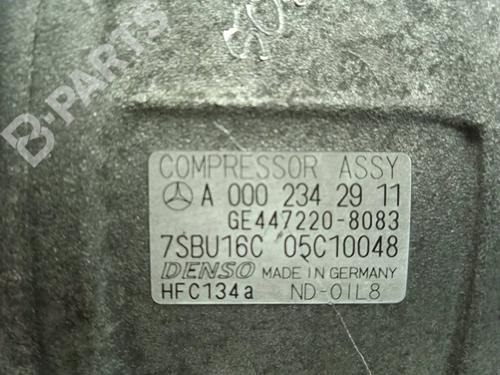 B-PARTS
COMPRESSOR ASSY
A 000 234 29 11
GE447220-8083
7SBU16C 05C10048
DENSO MADE IN GERMANY
HFC134a ND-OIL8